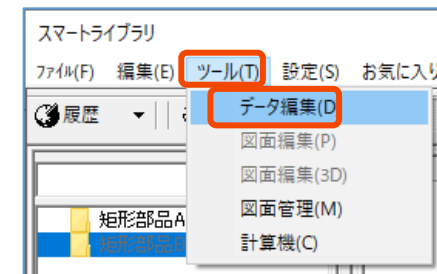 スマートライブラリ
ファイル(F) 編集(E) ツール(T) 設定(S) お気に入り
履歴
データ編集(D
図面編集(P)
図面編集(3D)
図面管理(M)
計算機(C)
矩形部品A
矩形部品B